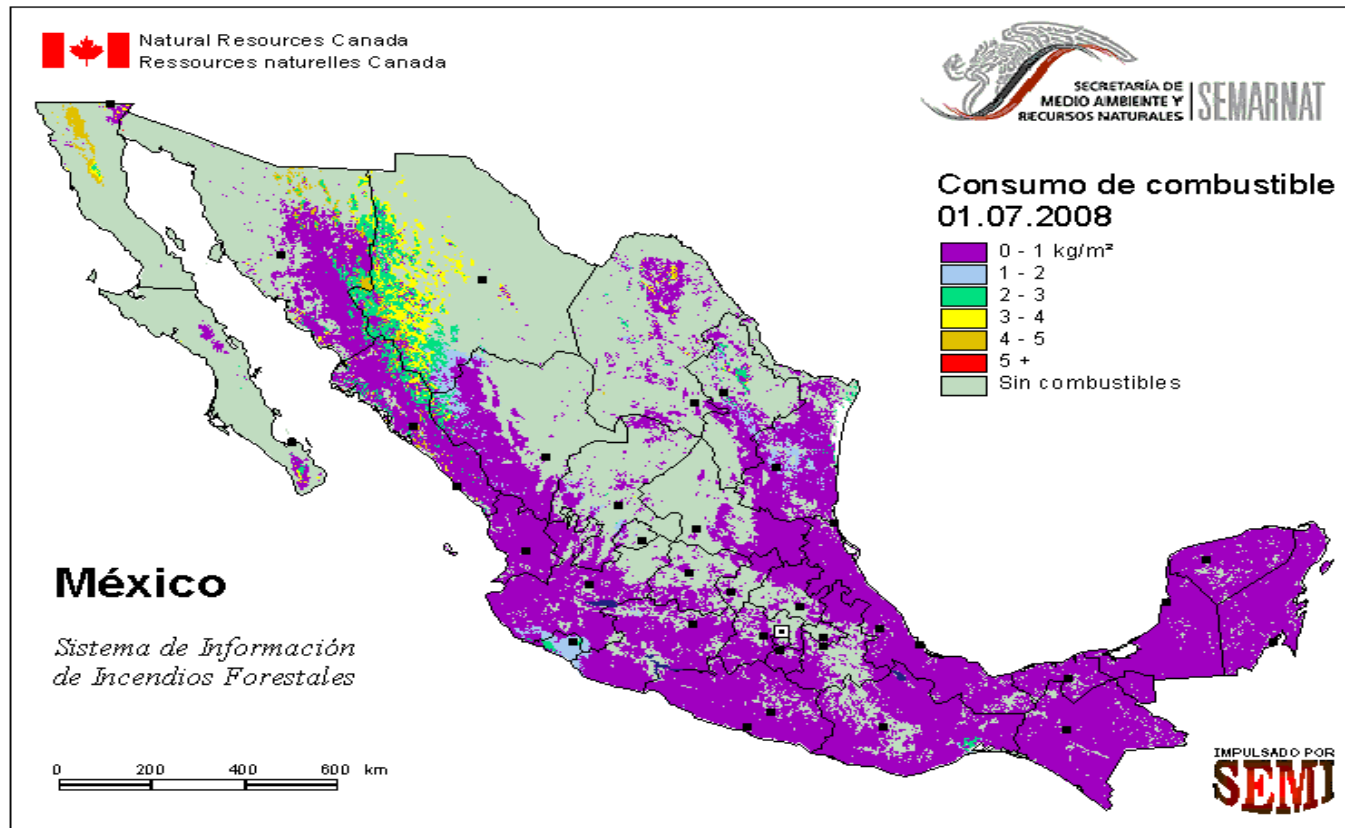 Natural Resources Canada
Ressources naturelles Canada
SECRETARÍA DE
MEDIO AMBIENTE Y
RECURSOS NATURALES
SEMARNAT
Consumo de combustible
01.07.2008
0 - 1 kg/m²
1 - 2
2 - 3
3 - 4
4 - 5
5 +
Sin combustibles
México
Sistema de Información
de Incendios Forestales
0 200 400 600 km
IMPULSADO POR
SEMI